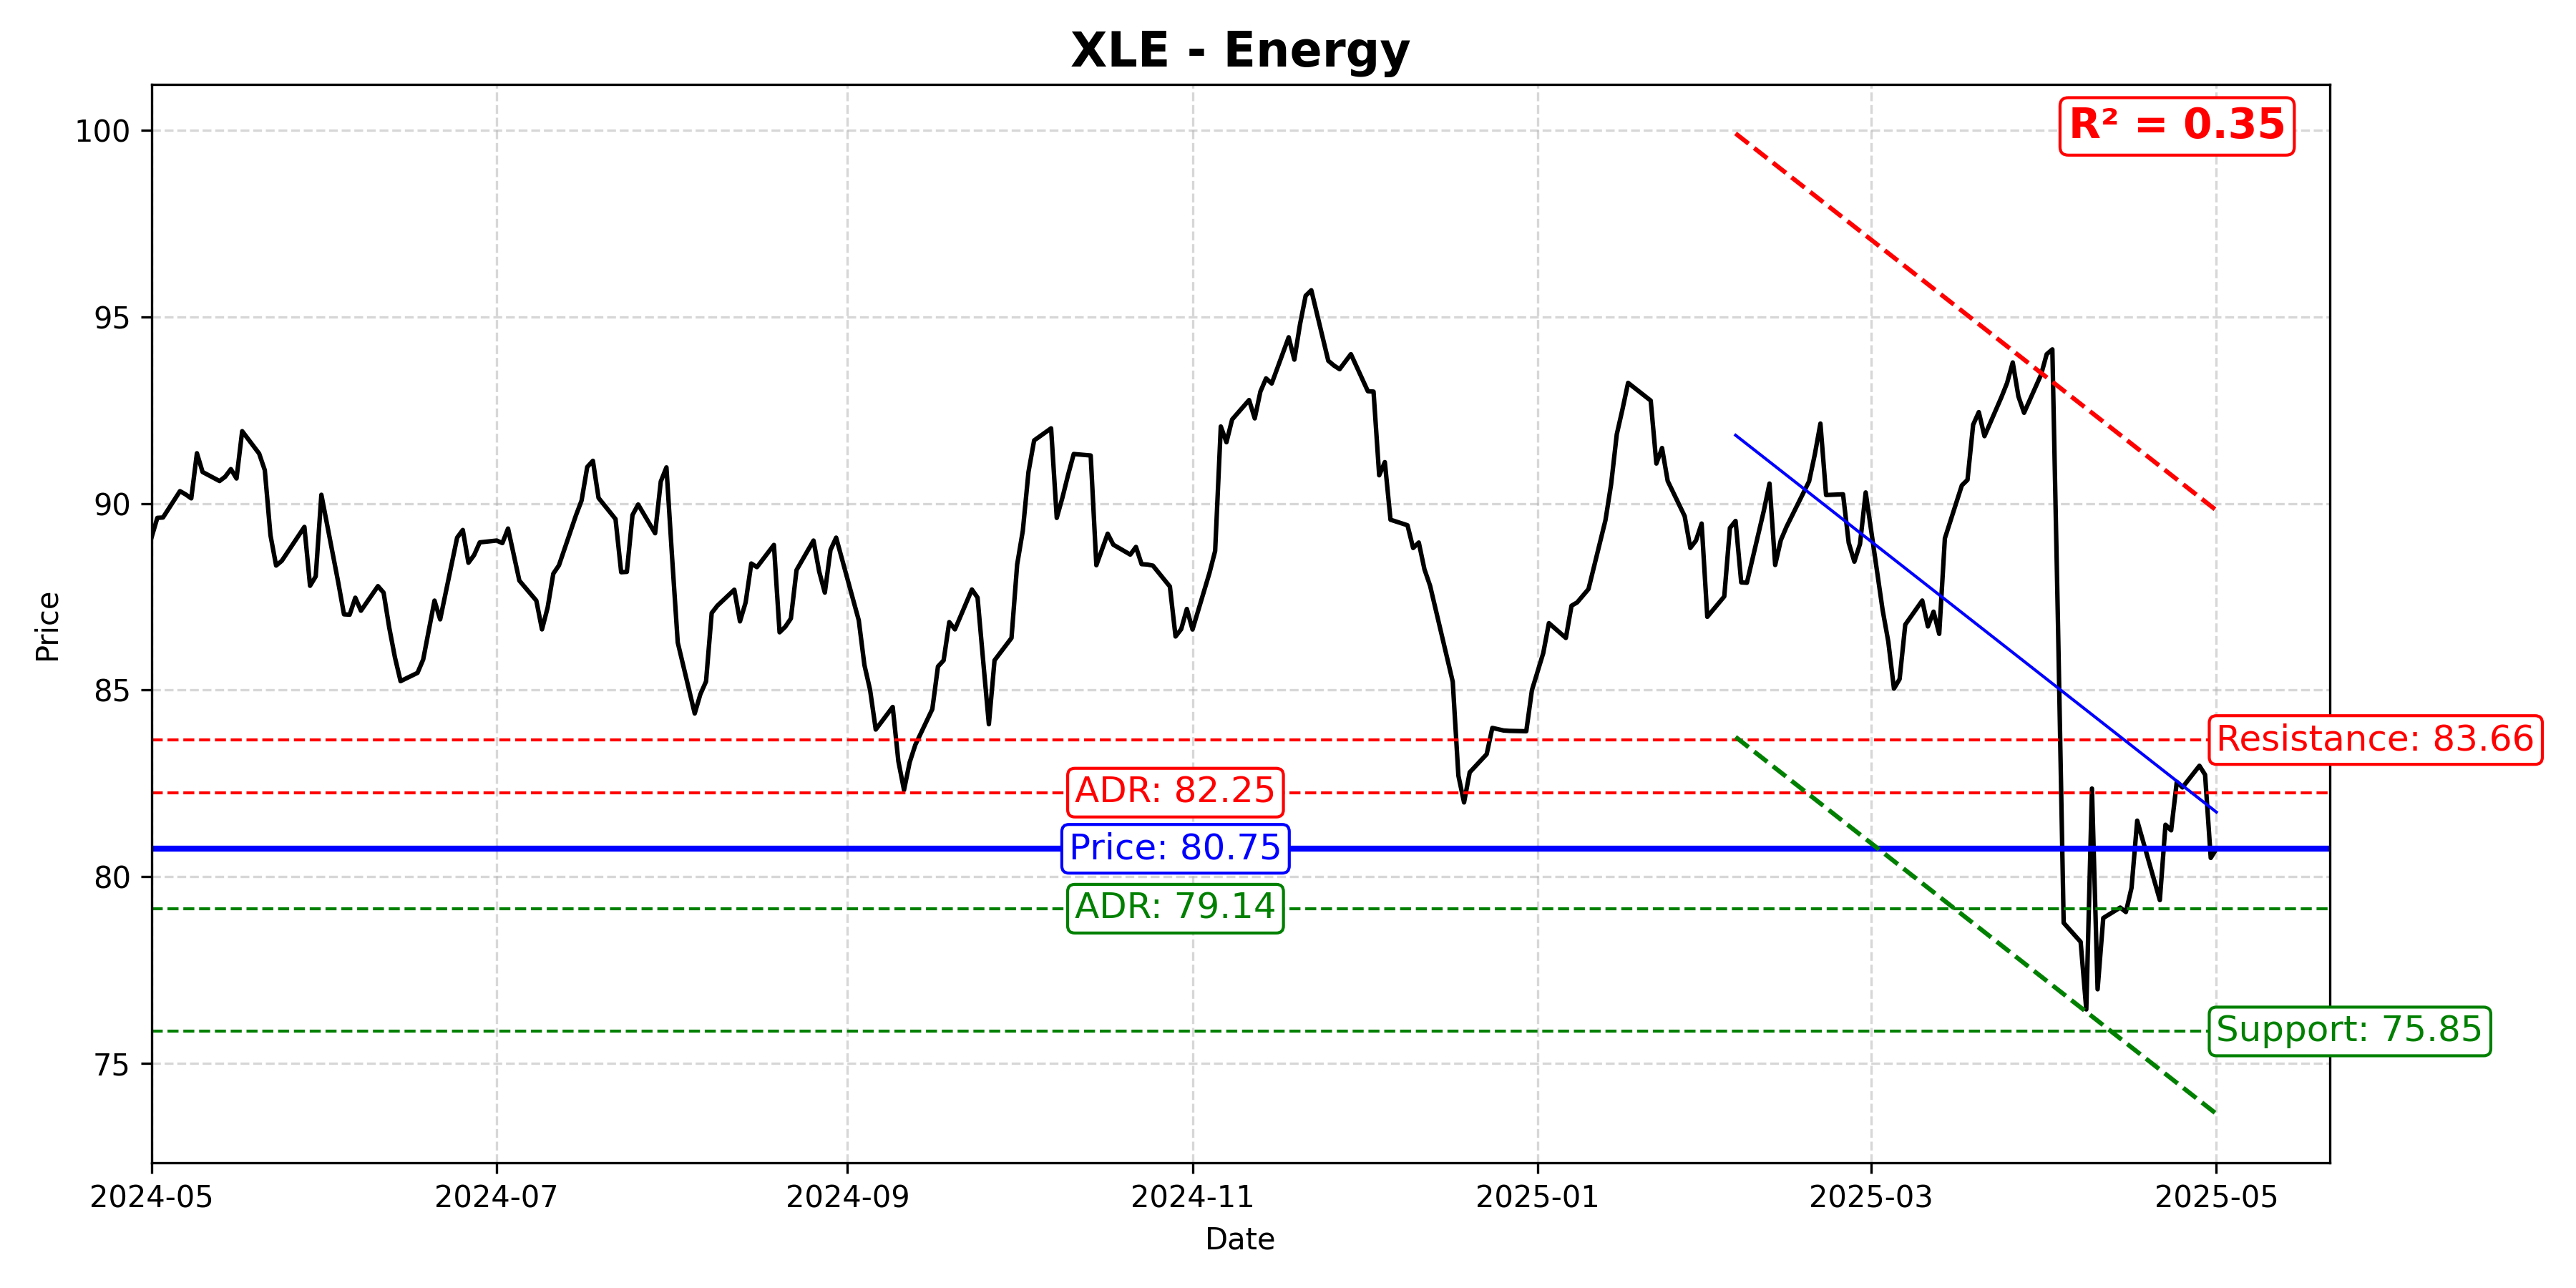 XLE - Energy
R² = 0.35
100
95
90
85
80
75
Price
Resistance: 83.66
ADR: 82.25
Price: 80.75
ADR: 79.14
Support: 75.85
2024-05
2024-07
2024-09
2024-11
2025-01
2025-03
2025-05
Date